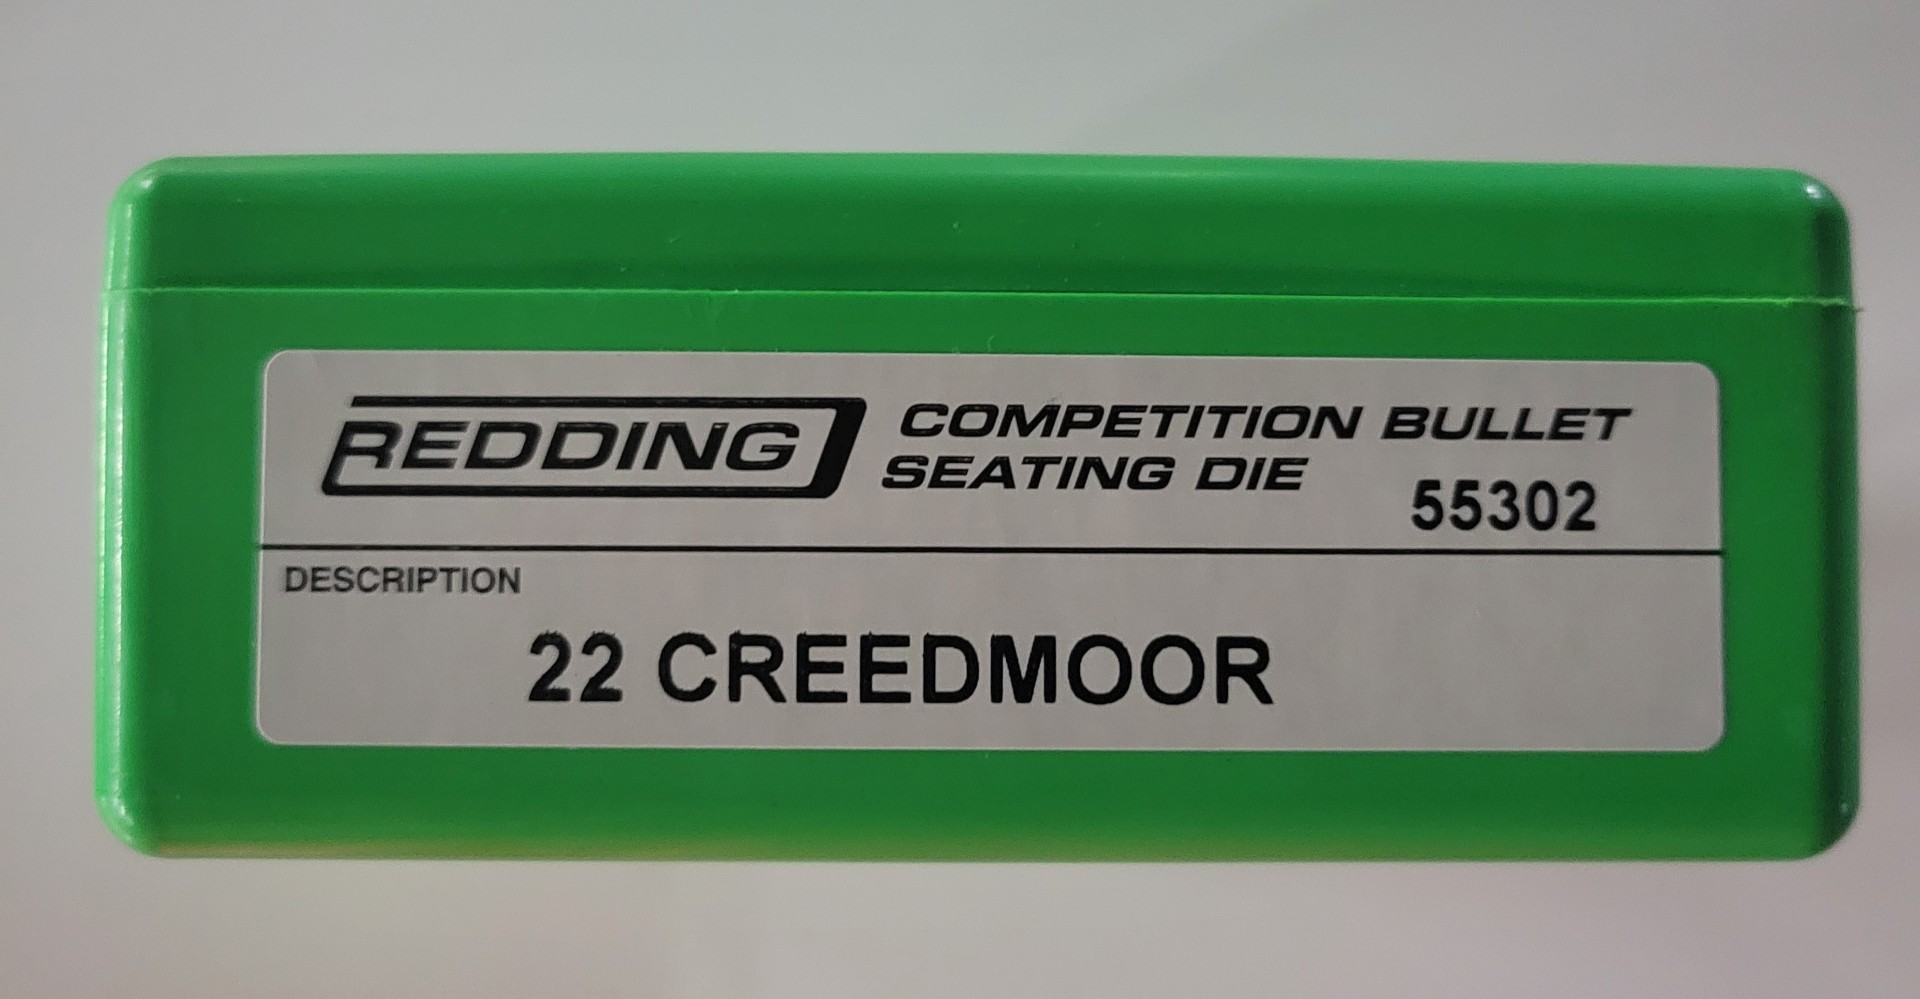 REDDING
COMPETITION BULLET
SEATING DIE
55302
DESCRIPTION
22 CREEDMOOR